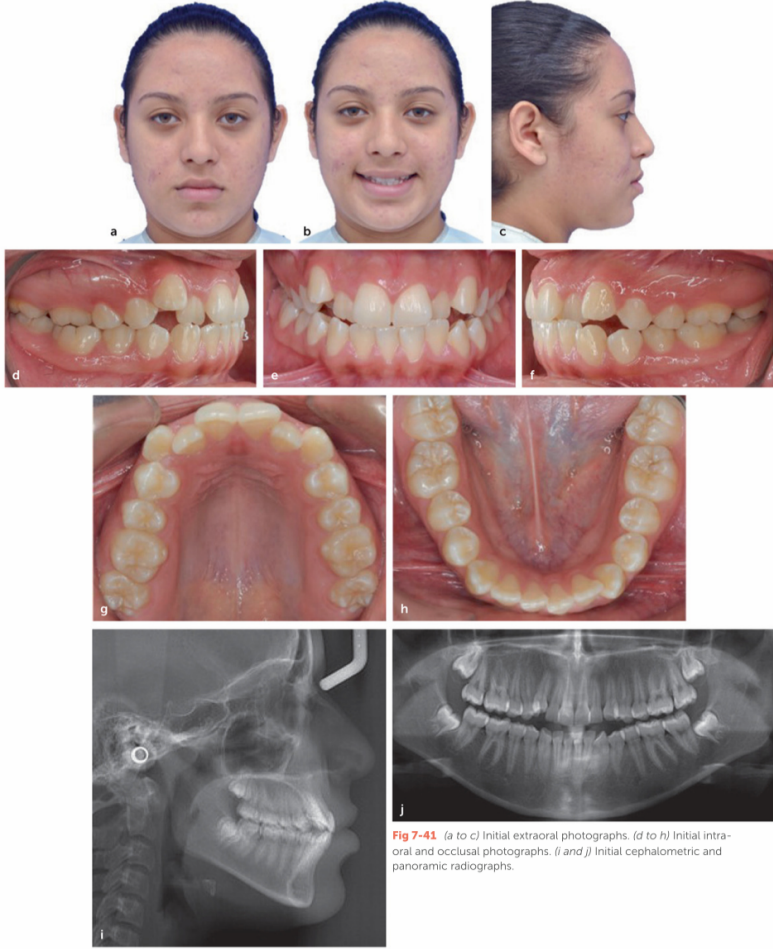 a
b
c
d
e
f
g
h
i
j
Fig 7-41 (a to c) Initial extraoral photographs. (d to h) Initial intra-
oral and occlusal photographs. (i and j) Initial cephalometric and
panoramic radiographs.